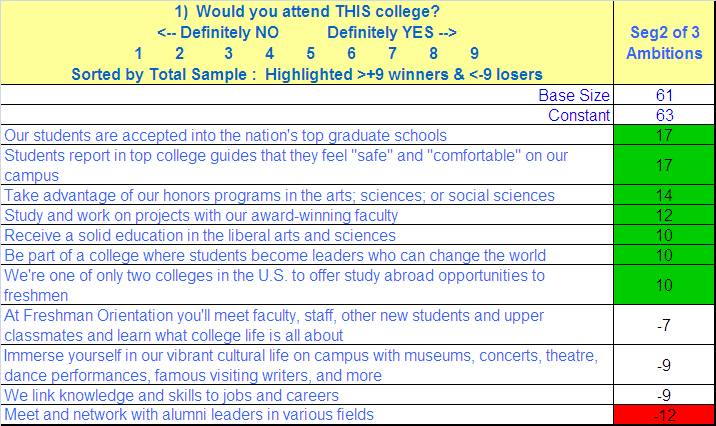 1) Would you attend THIS college?
<-- Definitely NO Definitely YES -->
1 2 3 4 5 6 7 8 9
Sorted by Total Sample : Highlighted >+9 winners & <-9 losers
Seg2 of 3
Ambitions
Base Size 61
Constant 63
Our students are accepted into the nation's top graduate schools 17
Students report in top college guides that they feel "safe" and "comfortable" on our
campus 17
Take advantage of our honors programs in the arts; sciences; or social sciences 14
Study and work on projects with our award-winning faculty 12
Receive a solid education in the liberal arts and sciences 10
Be part of a college where students become leaders who can change the world 10
We're one of only two colleges in the U.S. to offer study abroad opportunities to
freshmen 10
At Freshman Orientation you'll meet faculty, staff, other new students and upper
classmates and learn what college life is all about -7
Immerse yourself in our vibrant cultural life on campus with museums, concerts, theatre,
dance performances, famous visiting writers, and more -9
We link knowledge and skills to jobs and careers -9
Meet and network with alumni leaders in various fields -12